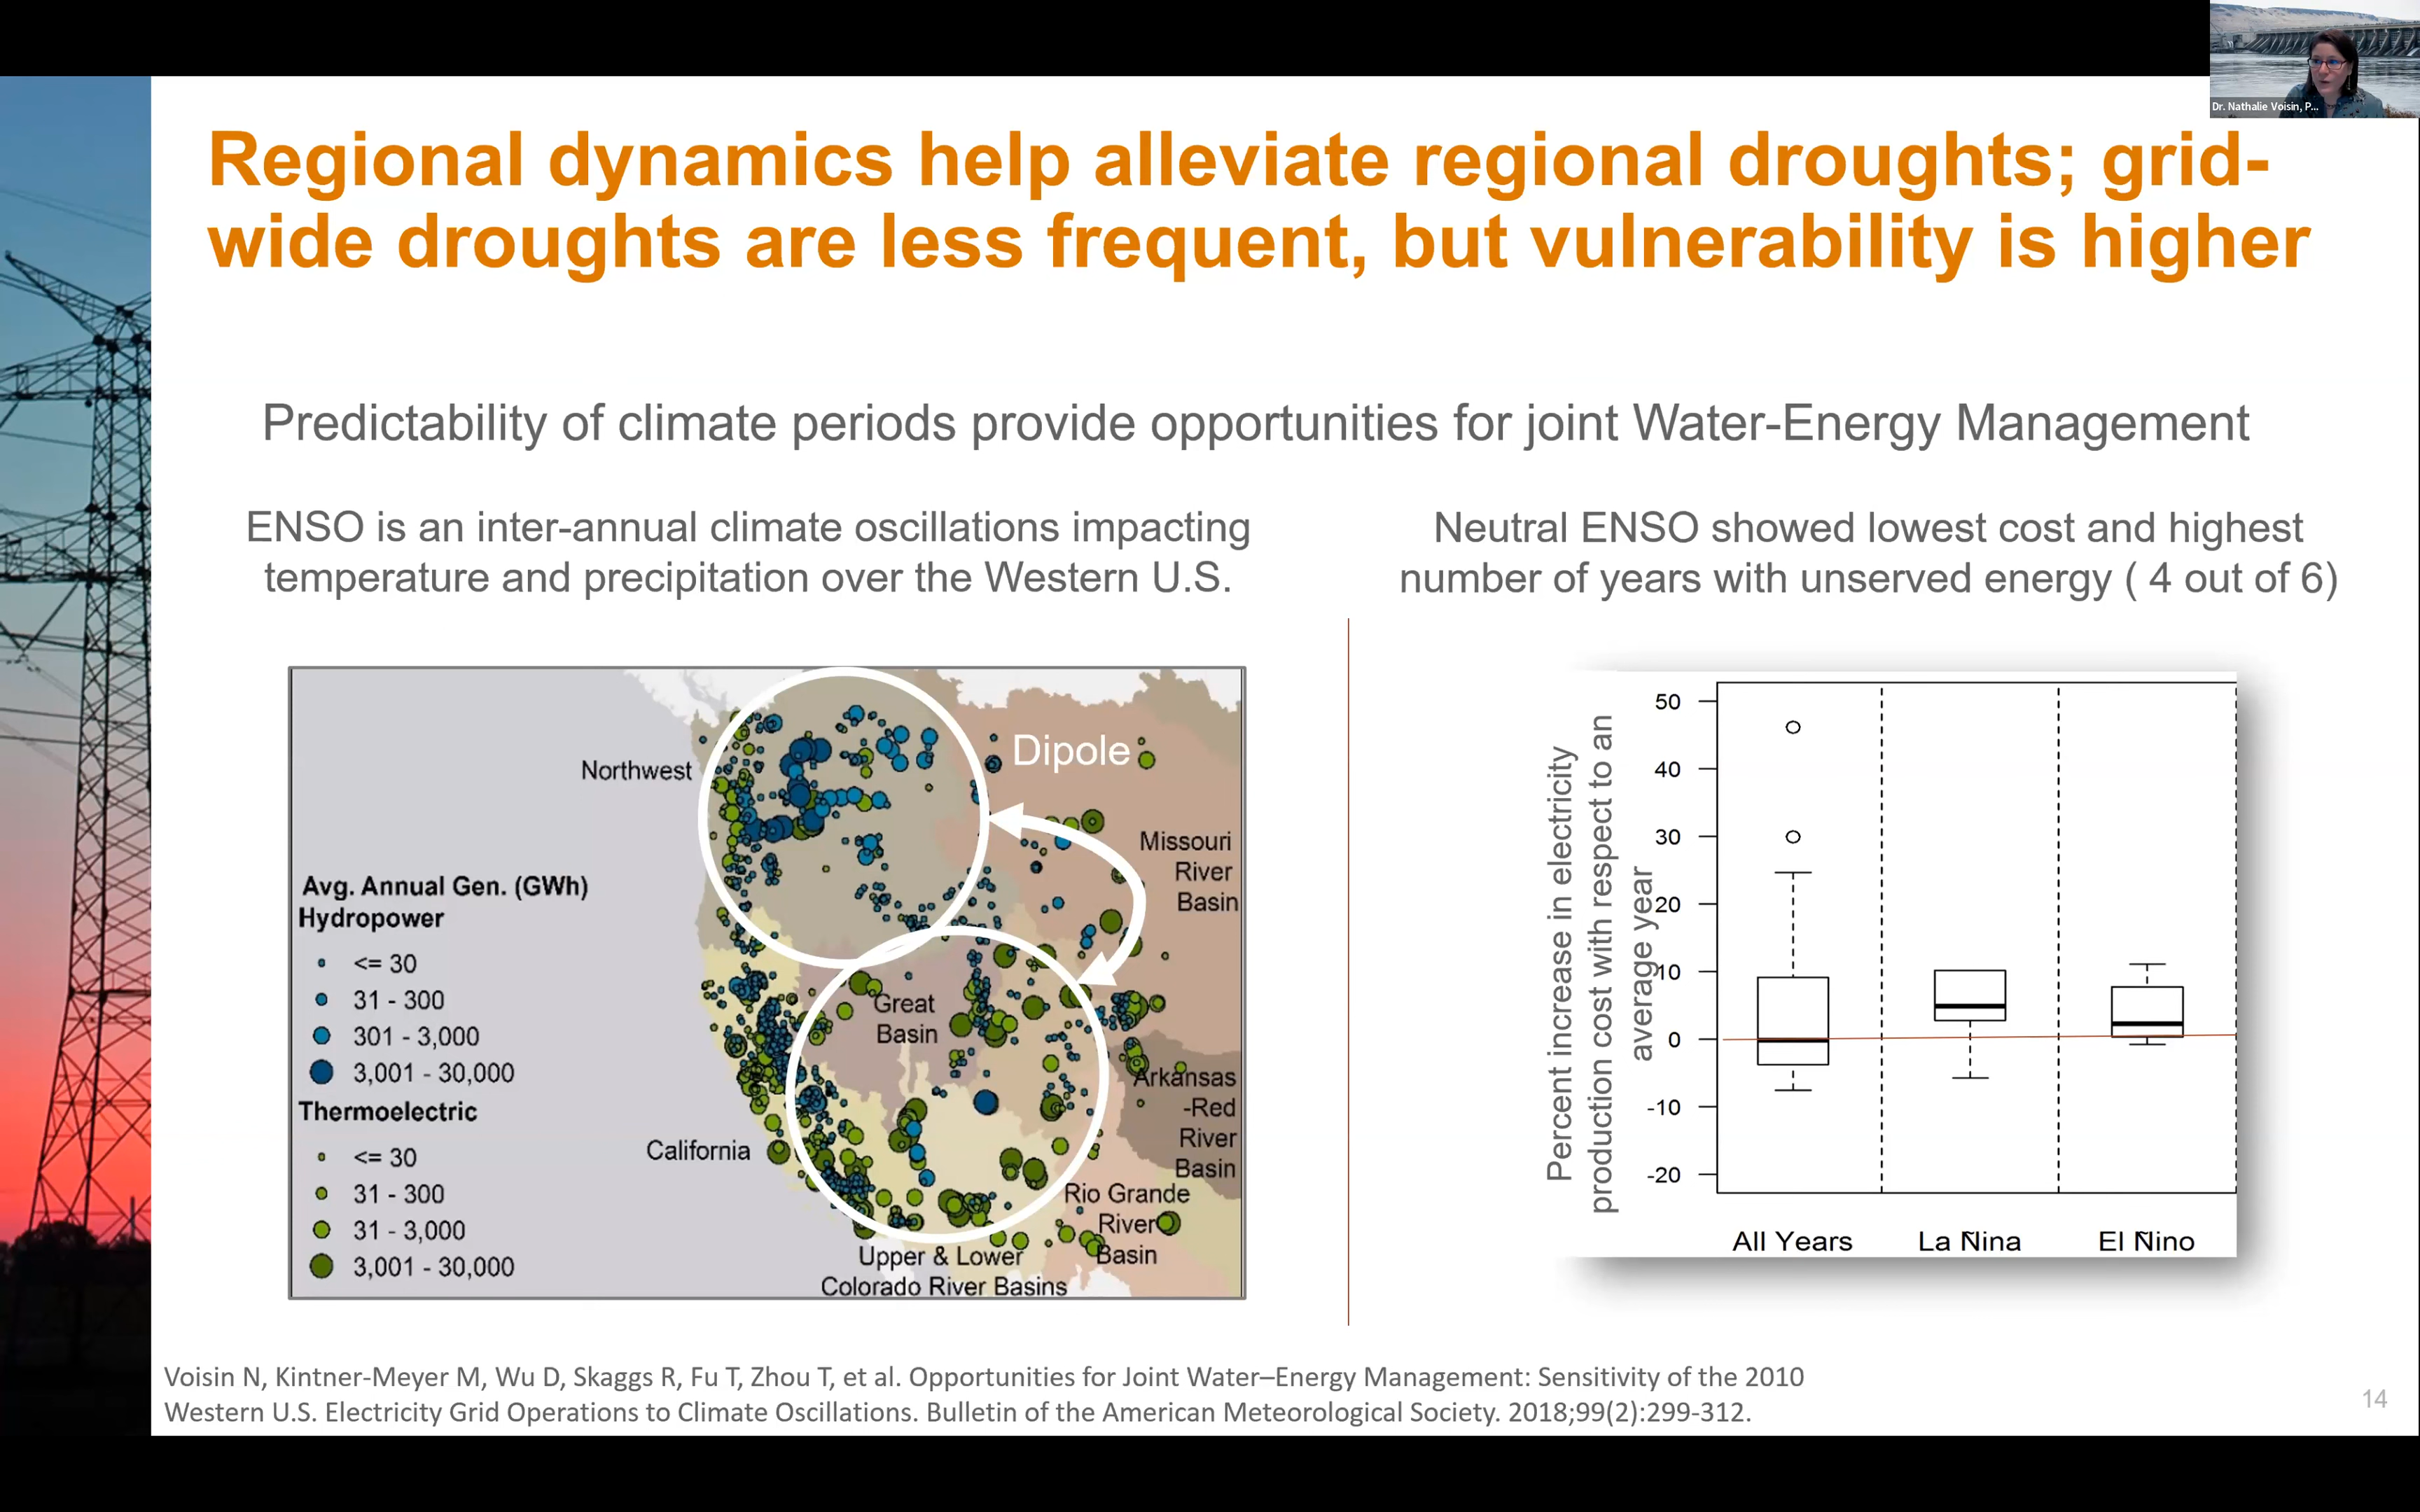 Dr. Nathalie Voisin, P...
Regional dynamics help alleviate regional droughts; grid-
wide droughts are less frequent, but vulnerability is higher
Predictability of climate periods provide opportunities for joint Water-Energy Management
ENSO is an inter-annual climate oscillations impacting
temperature and precipitation over the Western U.S.
Neutral ENSO showed lowest cost and highest
number of years with unserved energy ( 4 out of 6)
Dipole
Northwest
Missouri
River
Basin
Avg. Annual Gen. (GWh)
Hydropower
<= 30
31 - 300
301 - 3,000
3,001 - 30,000
Thermoelectric
<= 30
31 - 300
31 - 3,000
3,001 - 30,000
Great
Basin
California
Arkansas
-Red
River
Basin
Rio Grande
River
Basin
Upper & Lower
Colorado River Basins
Percent increase in electricity
production cost with respect to an
average year
50
40
30
20
10
0
-10
-20
All Years
La Nina
El Nino
Voisin N, Kintner-Meyer M, Wu D, Skaggs R, Fu T, Zhou T, et al. Opportunities for Joint Water–Energy Management: Sensitivity of the 2010
Western U.S. Electricity Grid Operations to Climate Oscillations. Bulletin of the American Meteorological Society. 2018;99(2):299-312.
14